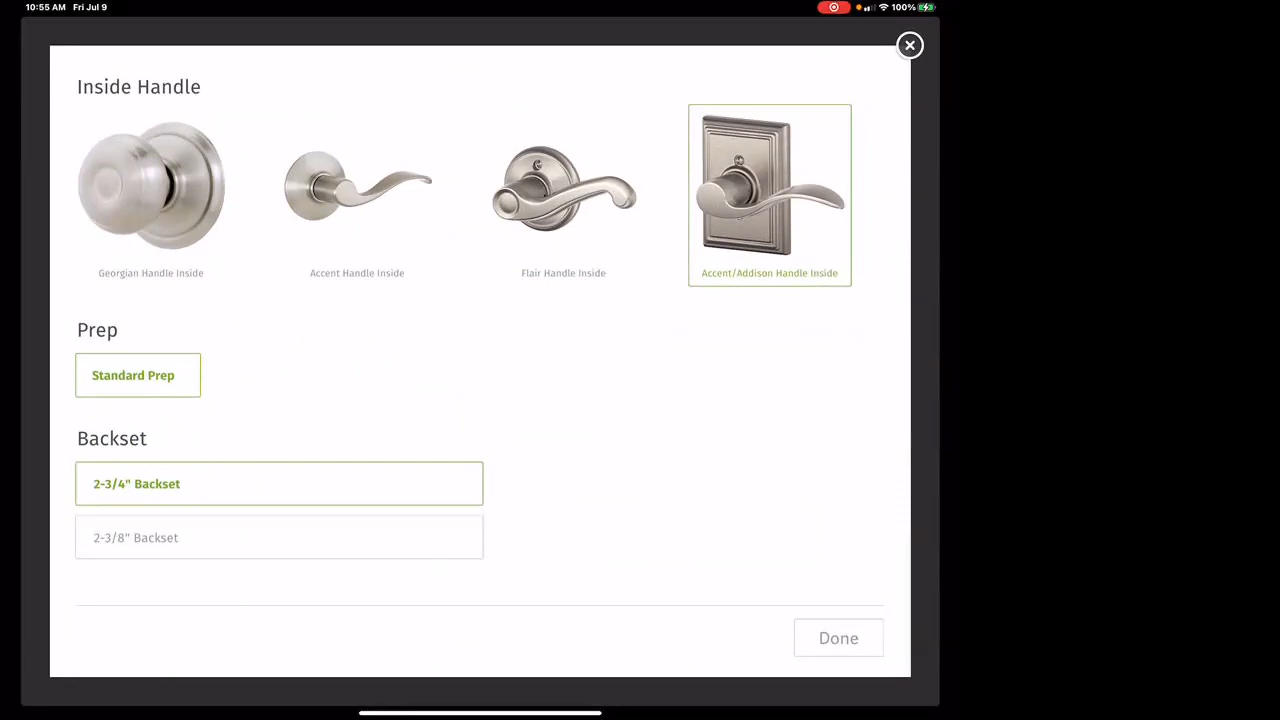 10:55 AM Fri Jul 9
100%
Inside Handle
Georgian Handle Inside
Accent Handle Inside
Flair Handle Inside
Accent/Addison Handle Inside
Prep
Standard Prep
Backset
2-3/4" Backset
2-3/8" Backset
Done